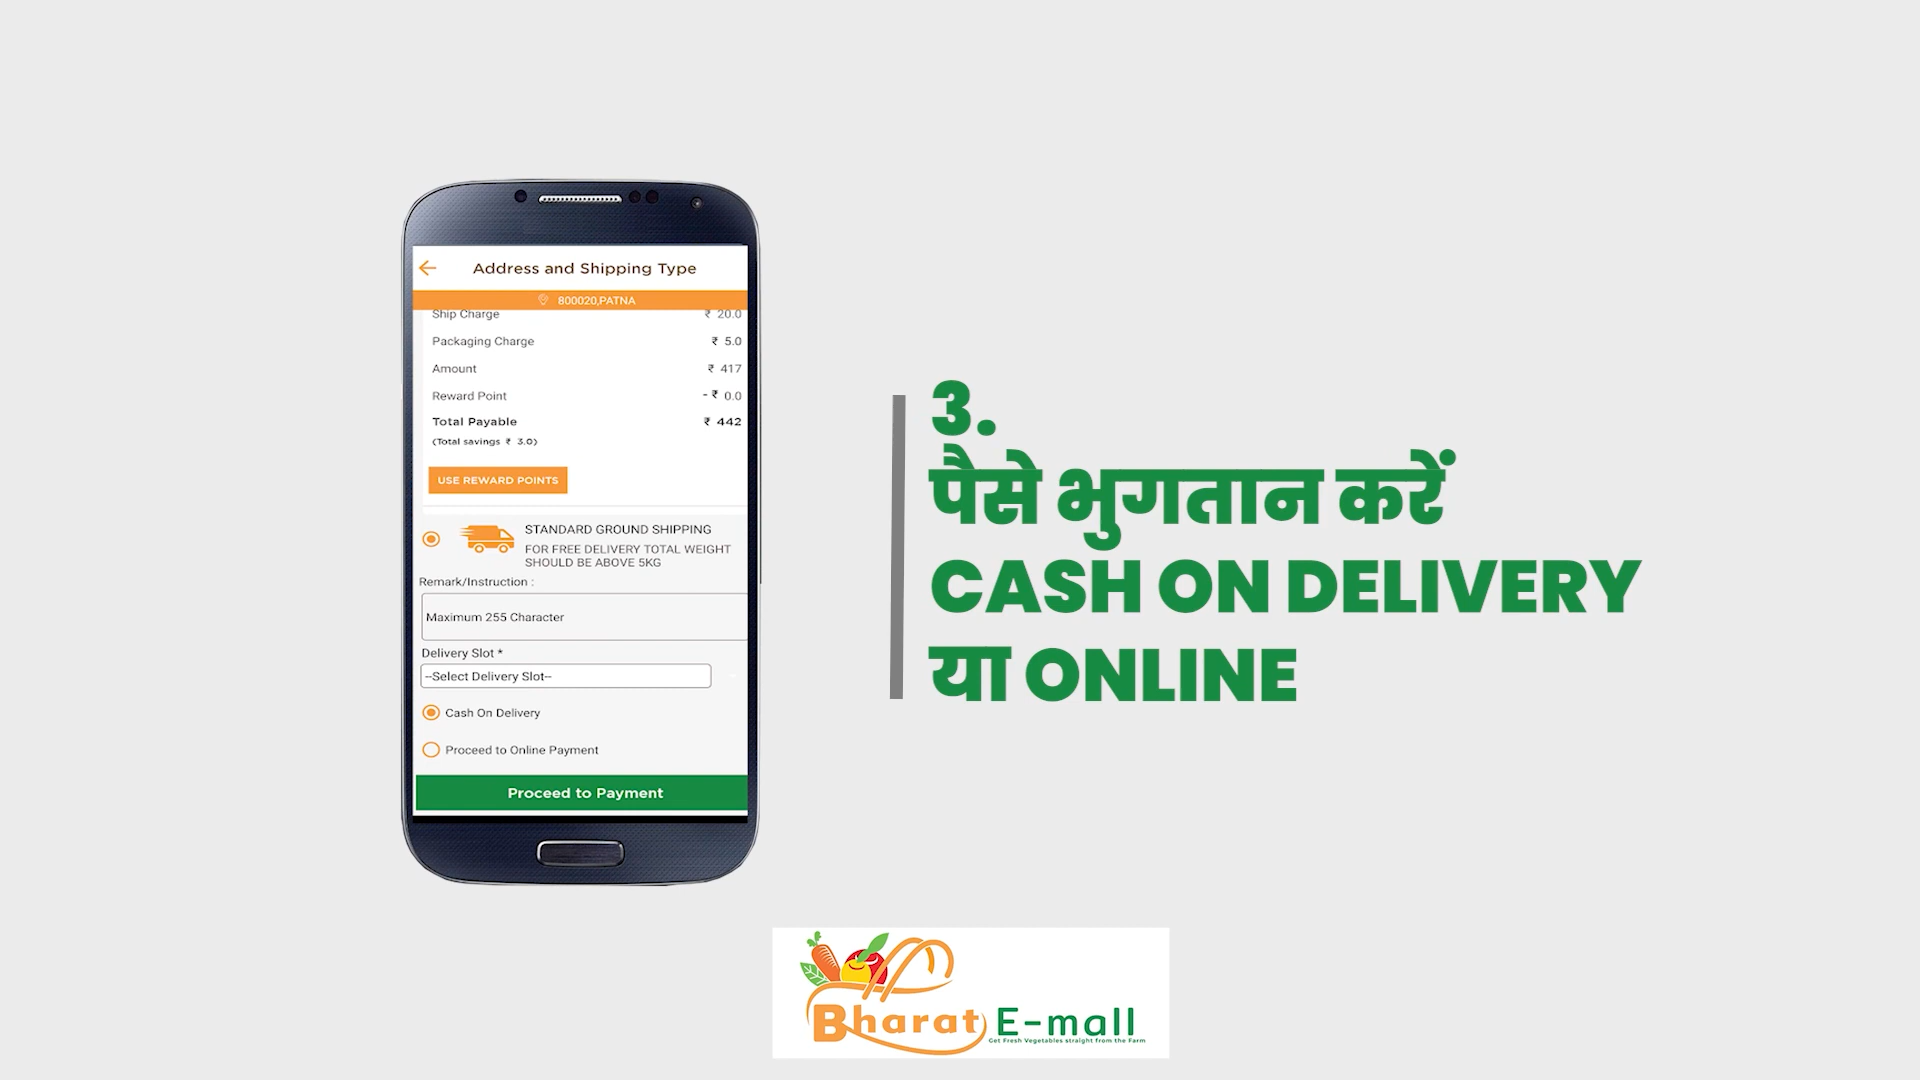 Address and Shipping Type
800020,PATNA
Ship Charge ₹ 20.0
Packaging Charge ₹ 5.0
Amount ₹ 417
Reward Point - ₹ 0.0
Total Payable ₹ 442
(Total savings ₹ 3.0)
USE REWARD POINTS
STANDARD GROUND SHIPPING
FOR FREE DELIVERY TOTAL WEIGHT
SHOULD BE ABOVE 5KG
Remark/Instruction :
Maximum 255 Character
Delivery Slot *
--Select Delivery Slot--
Cash On Delivery
Proceed to Online Payment
Proceed to Payment
3.
पैसे भुगतान करें
CASH ON DELIVERY
या ONLINE
Bharat E-mall
Get Fresh Vegetables straight from the Farm